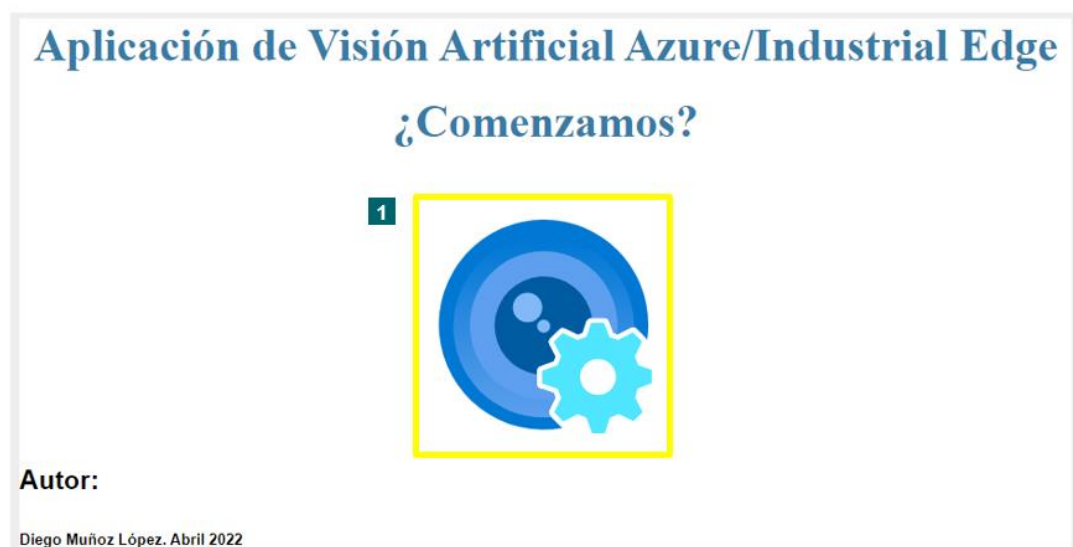 Aplicación de Visión Artificial Azure/Industrial Edge
¿Comenzamos?
1
Autor:
Diego Muñoz López. Abril 2022